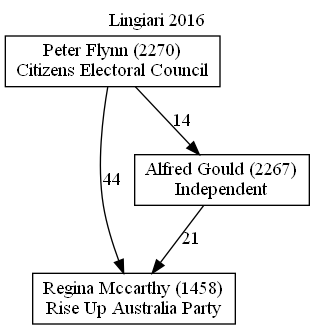 Lingiari 2016
Peter Flynn (2270)
Citizens Electoral Council
14
Alfred Gould (2267)
Independent
44
21
Regina Mccarthy (1458)
Rise Up Australia Party